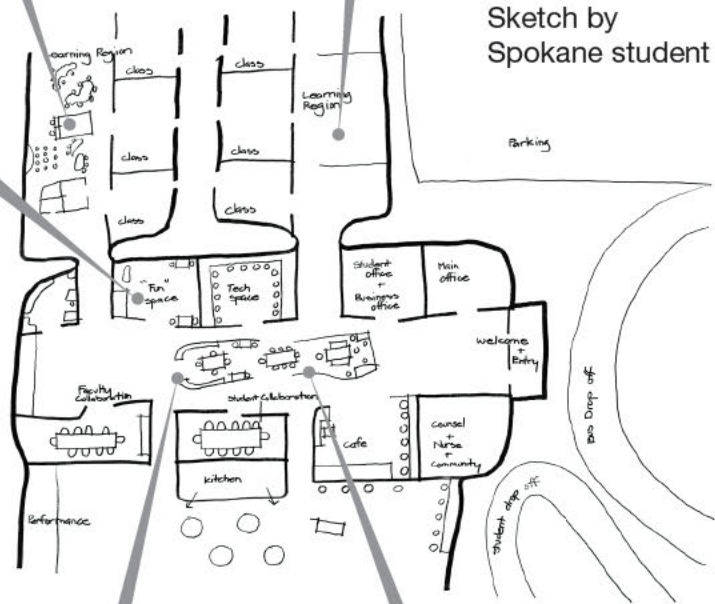 Sketch by
Spokane student
Learning Region
class
class
Learning
Region
Parking
class
class
class
class
"Fun"
space
Tech
space
Student
office
+
Business
office
Main
office
Welcome
+
Entry
Faculty
Collaboration
Student Collaboration
Cafe
Counsel
+
Nurse
+
Community
Kitchen
Performance
Bus Drop off
Student drop off